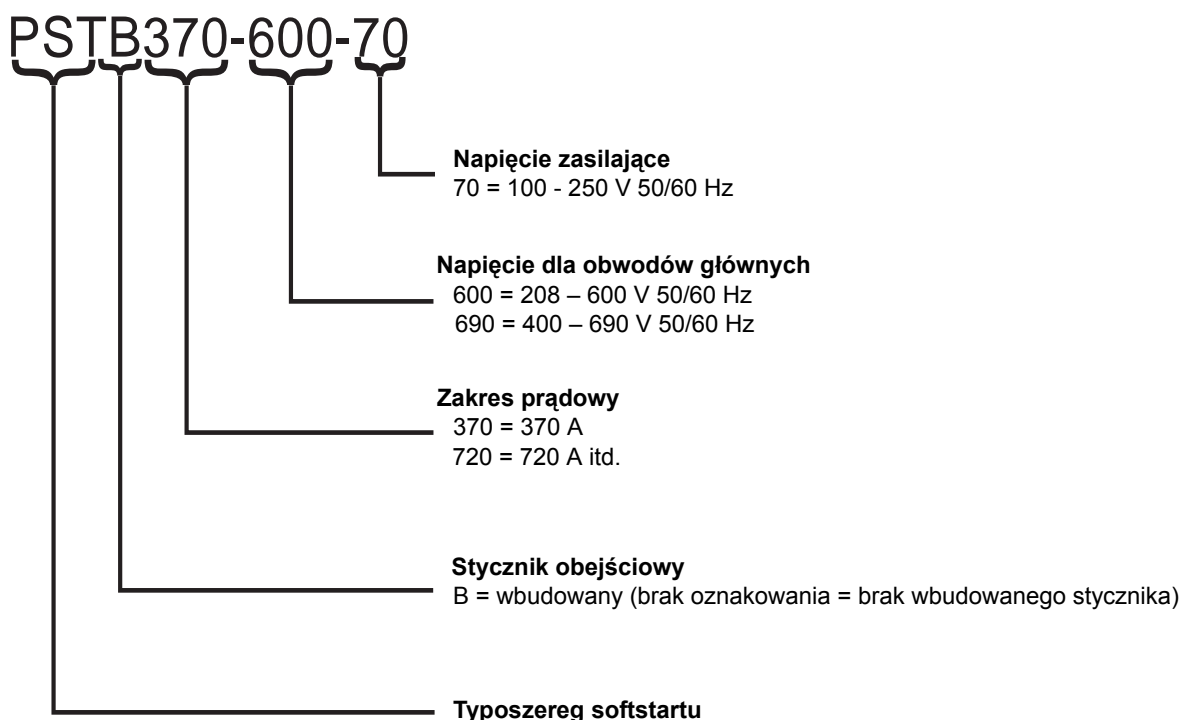 PSTB370-600-70
Napięcie zasilające
70 = 100 - 250 V 50/60 Hz
Napięcie dla obwodów głównych
600 = 208 – 600 V 50/60 Hz
690 = 400 – 690 V 50/60 Hz
Zakres prądowy
370 = 370 A
720 = 720 A itd.
Stycznik obejściowy
B = wbudowany (brak oznakowania = brak wbudowanego stycznika)
Typoszereg softstartu